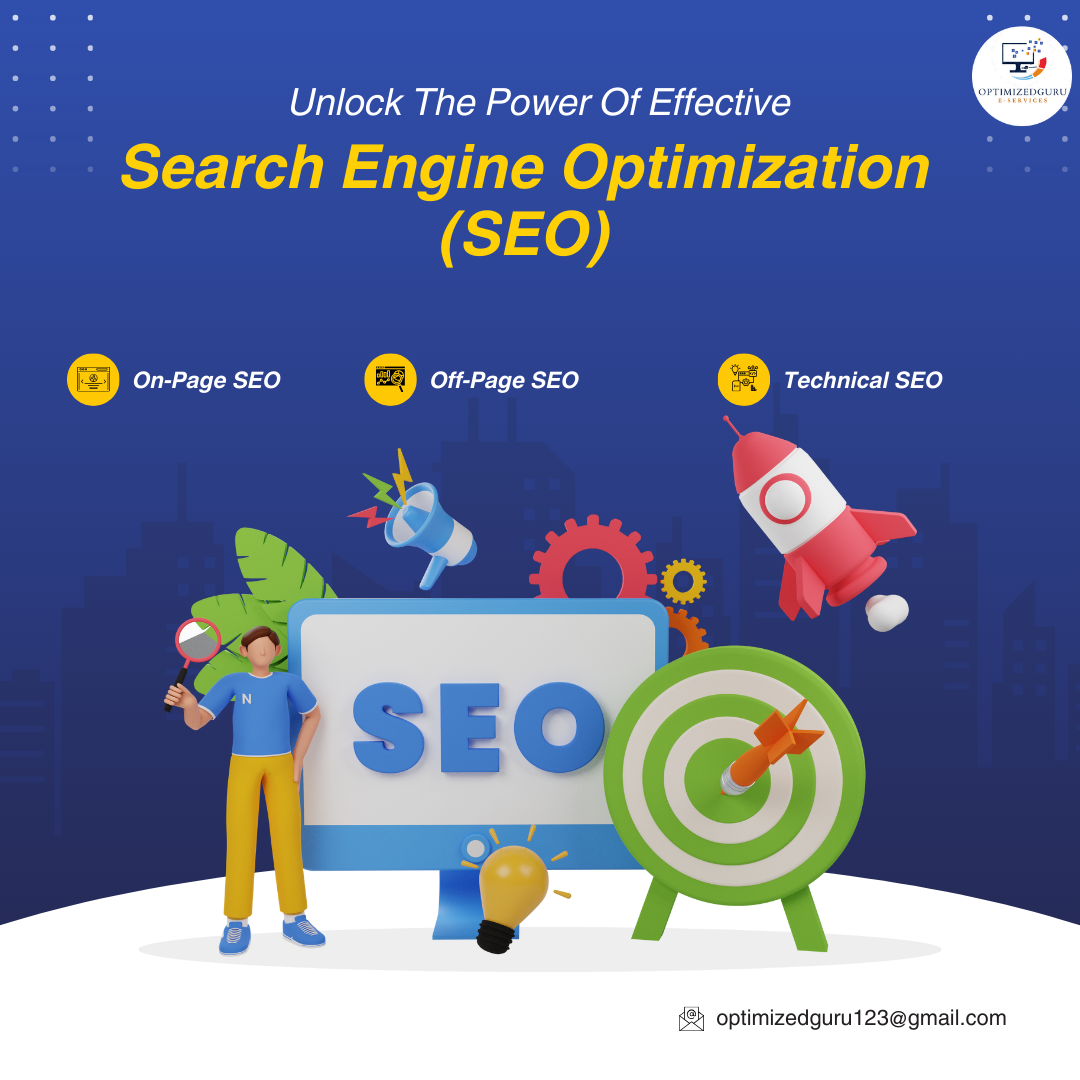 OPTIMIZEDGURU
E-SERVICES
Unlock The Power Of Effective
Search Engine Optimization
(SEO)
On-Page SEO
Off-Page SEO
Technical SEO
N
SEO
optimizedguru123@gmail.com